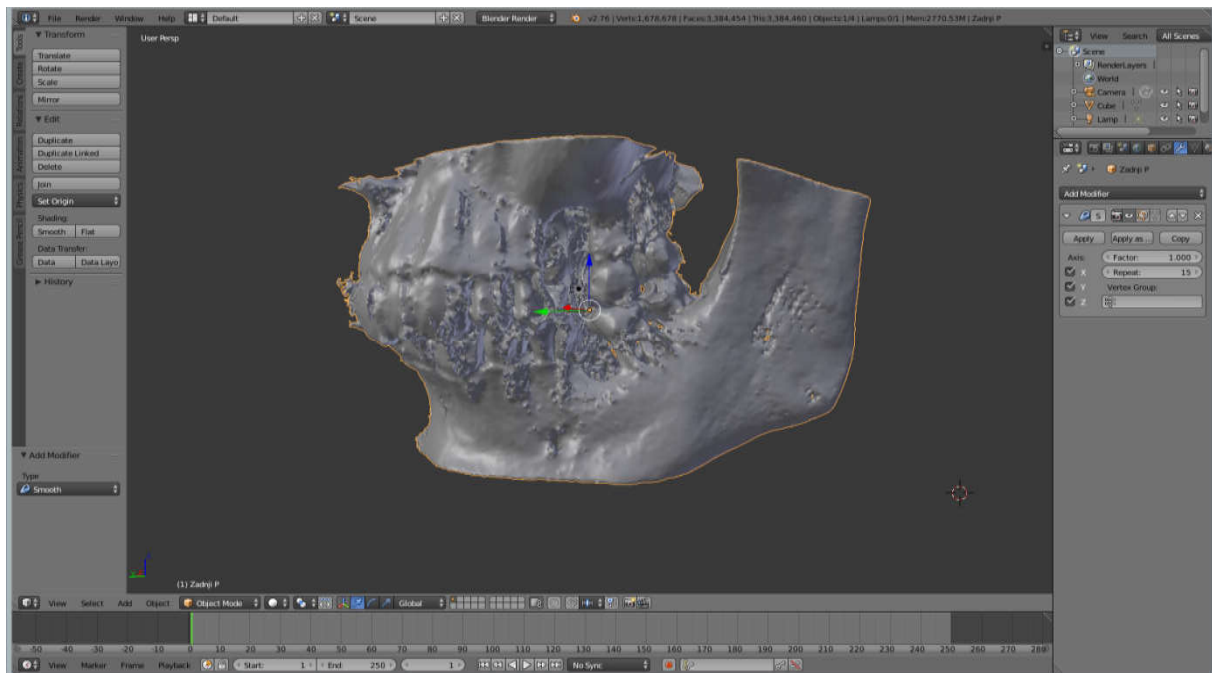 File Render Window Help Default Scene Blender Render v2.76 | Verts:1,678,678 | Faces:3,384,454 | Tris:3,384,460 | Objects:1/4 | Lamps:0/1 | Mem:2770.53M | Zadnji P
Tools
Create
Relations
Animation
Physics
Grease Pencil
Transform
Translate
Rotate
Scale
Mirror
Edit
Duplicate
Duplicate Linked
Delete
Join
Set Origin
Shading:
Smooth Flat
Data Transfer:
Data Data Layo
History
Add Modifier
Type
Smooth
User Persp
(1) Zadnji P
View Search All Scenes
Scene
RenderLayers
World
Camera
Cube
Lamp
Zadnji P
Add Modifier
S
Apply Apply as... Copy
Axis: Factor: 1.000
X Repeat: 15
Y Vertex Group:
Z
View Select Add Object Object Mode Global
-50 -40 -30 -20 -10 0 10 20 30 40 50 60 70 80 90 100 110 120 130 140 150 160 170 180 190 200 210 220 230 240 250 260 270 280
View Marker Frame Playback Start: 1 End: 250 1 No Sync